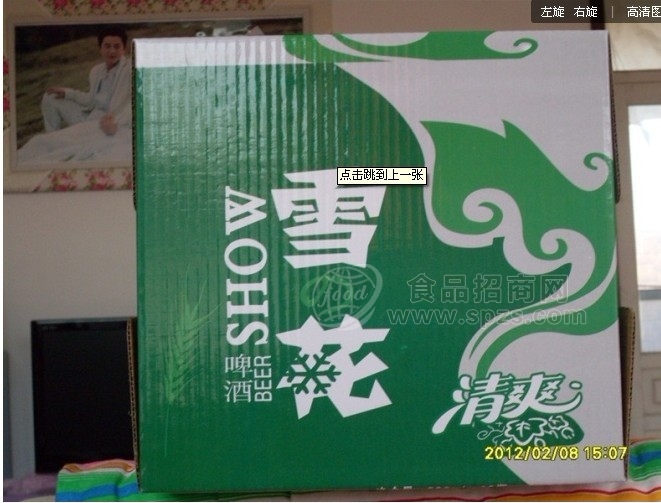 左旋 右旋 | 高清图
点击跳到上一张
雪花
SHOW
啤酒
BEER
清爽
food
食品招商网
www.spzs.com
2012/02/08 15:07